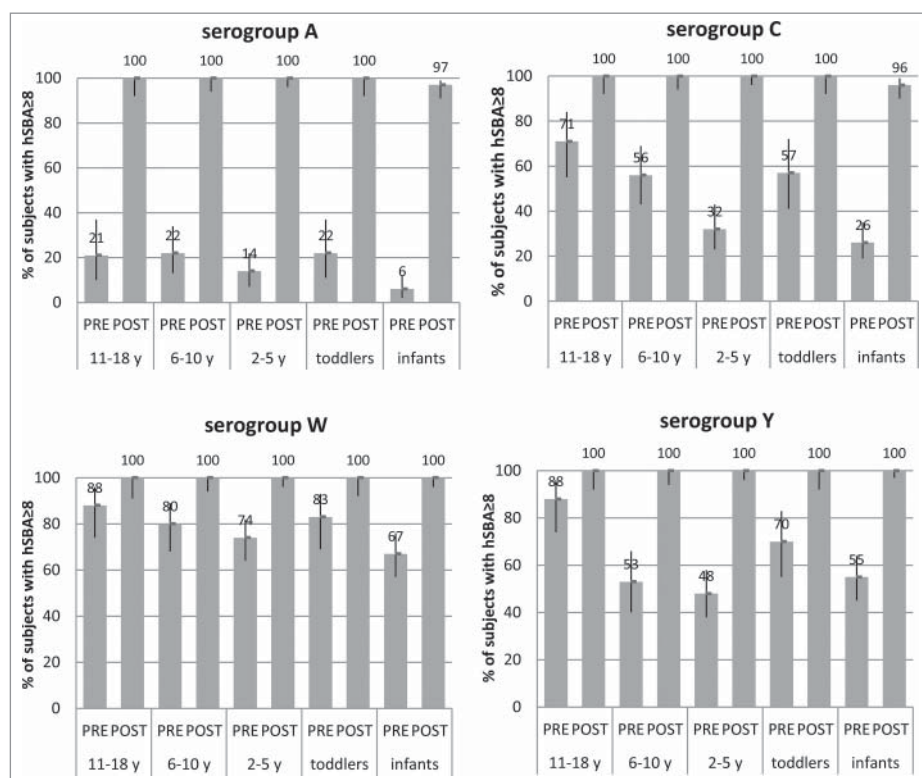 serogroup A
100 100 100 100 97
% of subjects with hSBA≥8
100
80
60
40
20
0
21 22 14 22 6
PRE POST PRE POST PRE POST PRE POST PRE POST
11-18 y 6-10 y 2-5 y toddlers infants
serogroup C
100 100 100 100 96
% of subjects with hSBA≥8
100
80
60
40
20
0
71 56 32 57 26
PRE POST PRE POST PRE POST PRE POST PRE POST
11-18 y 6-10 y 2-5 y toddlers infants
serogroup W
100 100 100 100 100
% of subjects with hSBA≥8
100
80
60
40
20
0
88 80 74 83 67
PRE POST PRE POST PRE POST PRE POST PRE POST
11-18 y 6-10 y 2-5 y toddlers infants
serogroup Y
100 100 100 100 100
% of subjects with hSBA≥8
100
80
60
40
20
0
88 53 48 70 55
PRE POST PRE POST PRE POST PRE POST PRE POST
11-18 y 6-10 y 2-5 y toddlers infants